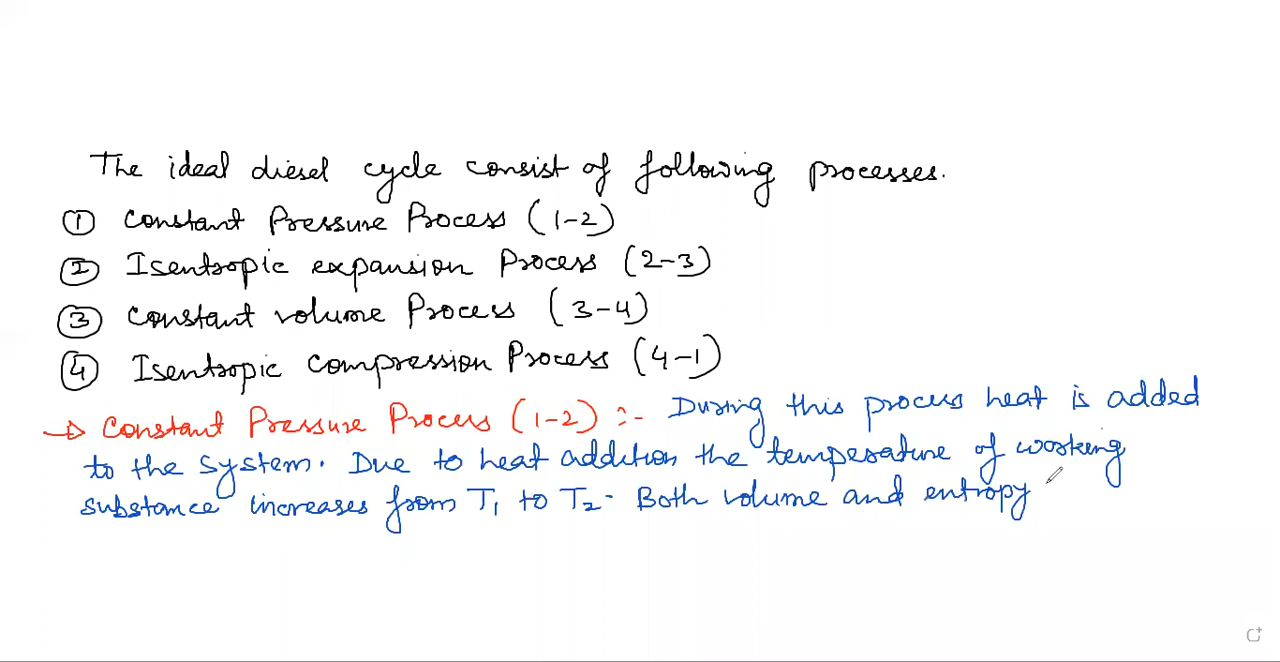 The ideal diesel cycle consist of following processes.
① Constant Pressure Process (1-2)
② Isentropic expansion Process (2-3)
③ Constant volume Process (3-4)
④ Isentropic compression Process (4-1)
→ Constant Pressure Process (1-2) :- During this process heat is added
to the system. Due to heat addition the temperature of working
substance increases from T₁ to T₂. Both volume and entropy